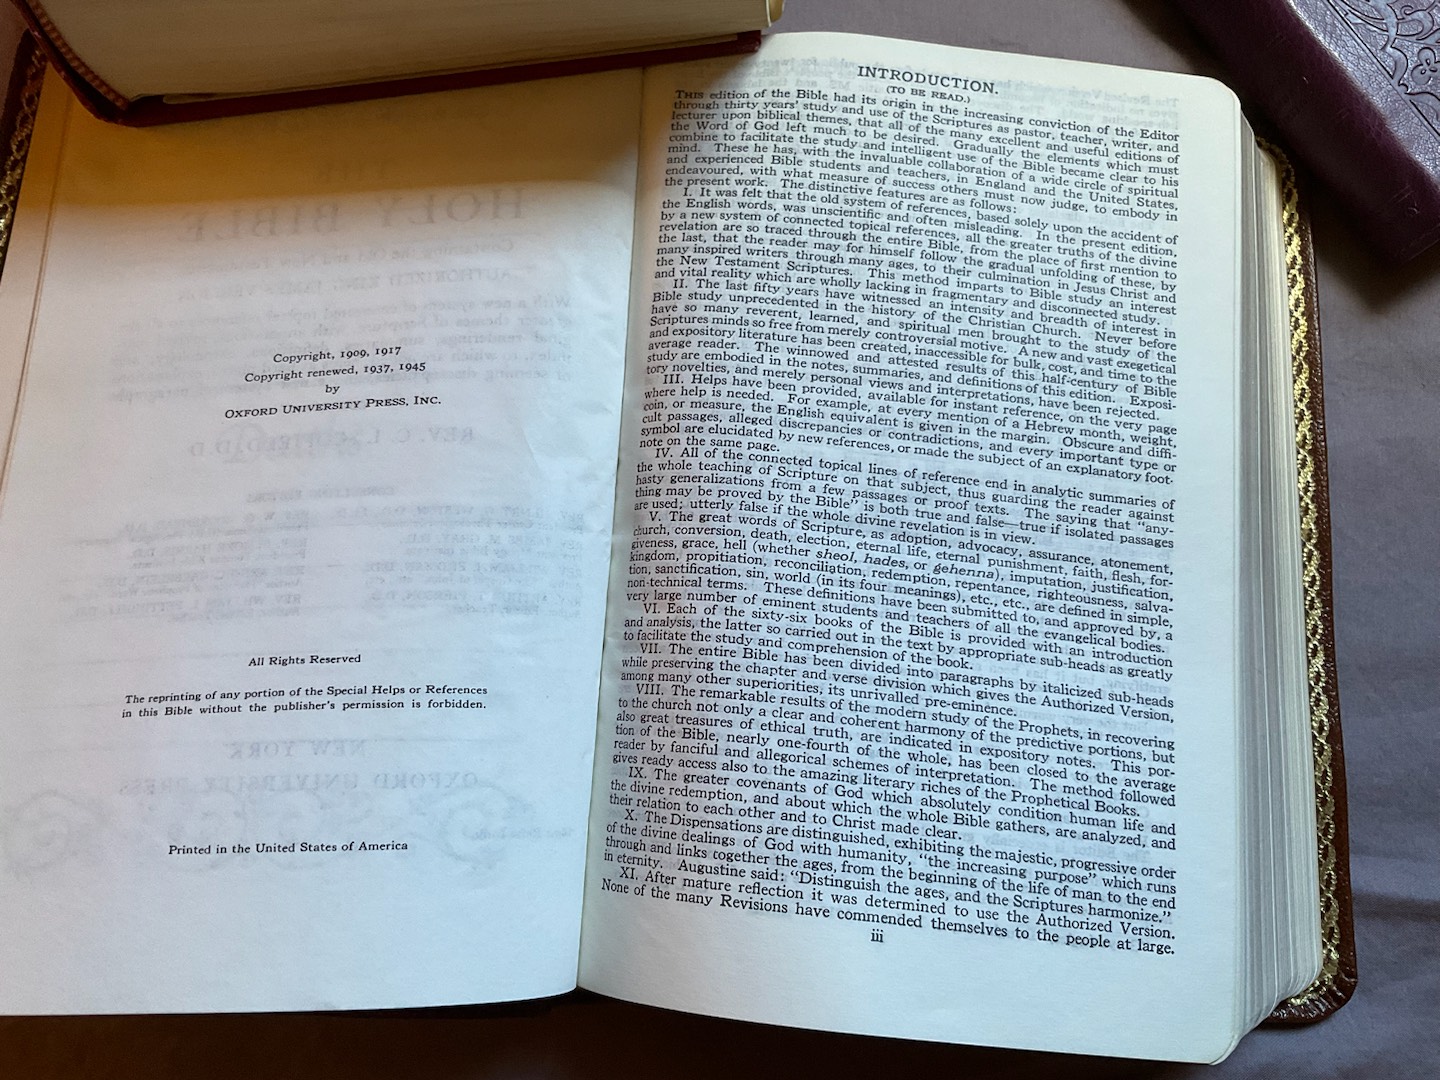 Copyright, 1909, 1917
Copyright renewed, 1937, 1945
by
OXFORD UNIVERSITY PRESS, INC.
All Rights Reserved
The reprinting of any portion of the Special Helps or References
in this Bible without the publisher's permission is forbidden.
Printed in the United States of America
INTRODUCTION.
(TO BE READ.)
THIS edition of the Bible had its origin in the increasing conviction of the Editor
through thirty years' study and use of the Scriptures as pastor, teacher, writer, and
lecturer upon biblical themes, that all of the many excellent and useful editions of
the Word of God left much to be desired. Gradually the elements which must
combine to facilitate the study and intelligent use of the Bible became clear to his
mind. These he has, with the invaluable collaboration of a wide circle of spiritual
and experienced Bible students and teachers, in England and the United States,
endeavoured, with what measure of success others must now judge, to embody in
the present work. The distinctive features are as follows:
I. It was felt that the old system of references, based solely upon the accident of
the English words, was unscientific and often misleading. In the present edition,
by a new system of connected topical references, all the greater truths of the divine
revelation are so traced through the entire Bible, from the place of first mention to
the last, that the reader may for himself follow the gradual unfolding of these, by
many inspired writers through many ages, to their culmination in Jesus Christ and
the New Testament Scriptures. This method imparts to Bible study an interest
and vital reality which are wholly lacking in fragmentary and disconnected study.
II. The last fifty years have witnessed an intensity and breadth of interest in
Bible study unprecedented in the history of the Christian Church. Never before
have so many reverent, learned, and spiritual men brought to the study of the
Scriptures minds so free from merely controversial motive. A new and vast exegetical
and expository literature has been created, inaccessible for bulk, cost, and time to the
average reader. The winnowed and attested results of this half-century of Bible
study are embodied in the notes, summaries, and definitions of this edition. Exposi-
tory novelties, and merely personal views and interpretations, have been rejected.
III. Helps have been provided, available for instant reference, on the very page
where help is needed. For example, at every mention of a Hebrew month, weight,
coin, or measure, the English equivalent is given in the margin. Obscure and diffi-
cult passages, alleged discrepancies or contradictions, and every important type or
symbol are elucidated by new references, or made the subject of an explanatory foot-
note on the same page.
IV. All of the connected topical lines of reference end in analytic summaries of
the whole teaching of Scripture on that subject, thus guarding the reader against
hasty generalizations from a few passages or proof texts. The saying that "any-
thing may be proved by the Bible" is both true and false—true if isolated passages
are used; utterly false if the whole divine revelation is in view.
V. The great words of Scripture, as adoption, advocacy, assurance, atonement,
church, conversion, death, election, eternal life, eternal punishment, faith, flesh, for-
giveness, grace, hell (whether sheol, hades, or gehenna), imputation, justification,
kingdom, propitiation, reconciliation, redemption, repentance, righteousness, salva-
tion, sanctification, sin, world (in its four meanings), etc., etc., are defined in simple,
non-technical terms. These definitions have been submitted to, and approved by, a
very large number of eminent students and teachers of all the evangelical bodies.
VI. Each of the sixty-six books of the Bible is provided with an introduction
and analysis, the latter so carried out in the text by appropriate sub-heads as greatly
to facilitate the study and comprehension of the book.
VII. The entire Bible has been divided into paragraphs by italicized sub-heads
while preserving the chapter and verse division which gives the Authorized Version,
among many other superiorities, its unrivalled pre-eminence.
VIII. The remarkable results of the modern study of the Prophets, in recovering
to the church not only a clear and coherent harmony of the predictive portions, but
also great treasures of ethical truth, are indicated in expository notes. This por-
tion of the Bible, nearly one-fourth of the whole, has been closed to the average
reader by fanciful and allegorical schemes of interpretation. The method followed
gives ready access also to the amazing literary riches of the Prophetical Books.
IX. The greater covenants of God which absolutely condition human life and
the divine redemption, and about which the whole Bible gathers, are analyzed, and
their relation to each other and to Christ made clear.
X. The Dispensations are distinguished, exhibiting the majestic, progressive order
of the divine dealings of God with humanity, "the increasing purpose" which runs
through and links together the ages, from the beginning of the life of man to the end
in eternity. Augustine said: "Distinguish the ages, and the Scriptures harmonize."
XI. After mature reflection it was determined to use the Authorized Version.
None of the many Revisions have commended themselves to the people at large.
iii